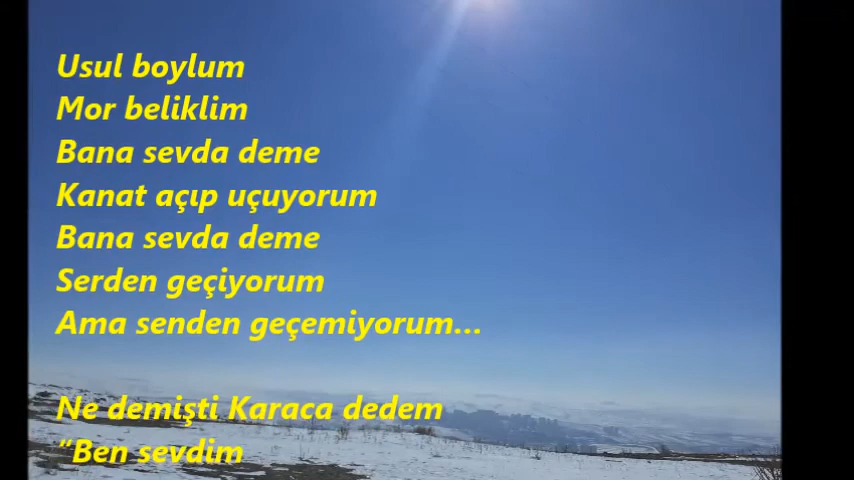 Usul boylum
Mor beliklim
Bana sevda deme
Kanat açıp uçuyorum
Bana sevda deme
Serden geçiyorum
Ama senden geçemiyorum...
Ne demişti Karaca dedem
“Ben sevdim